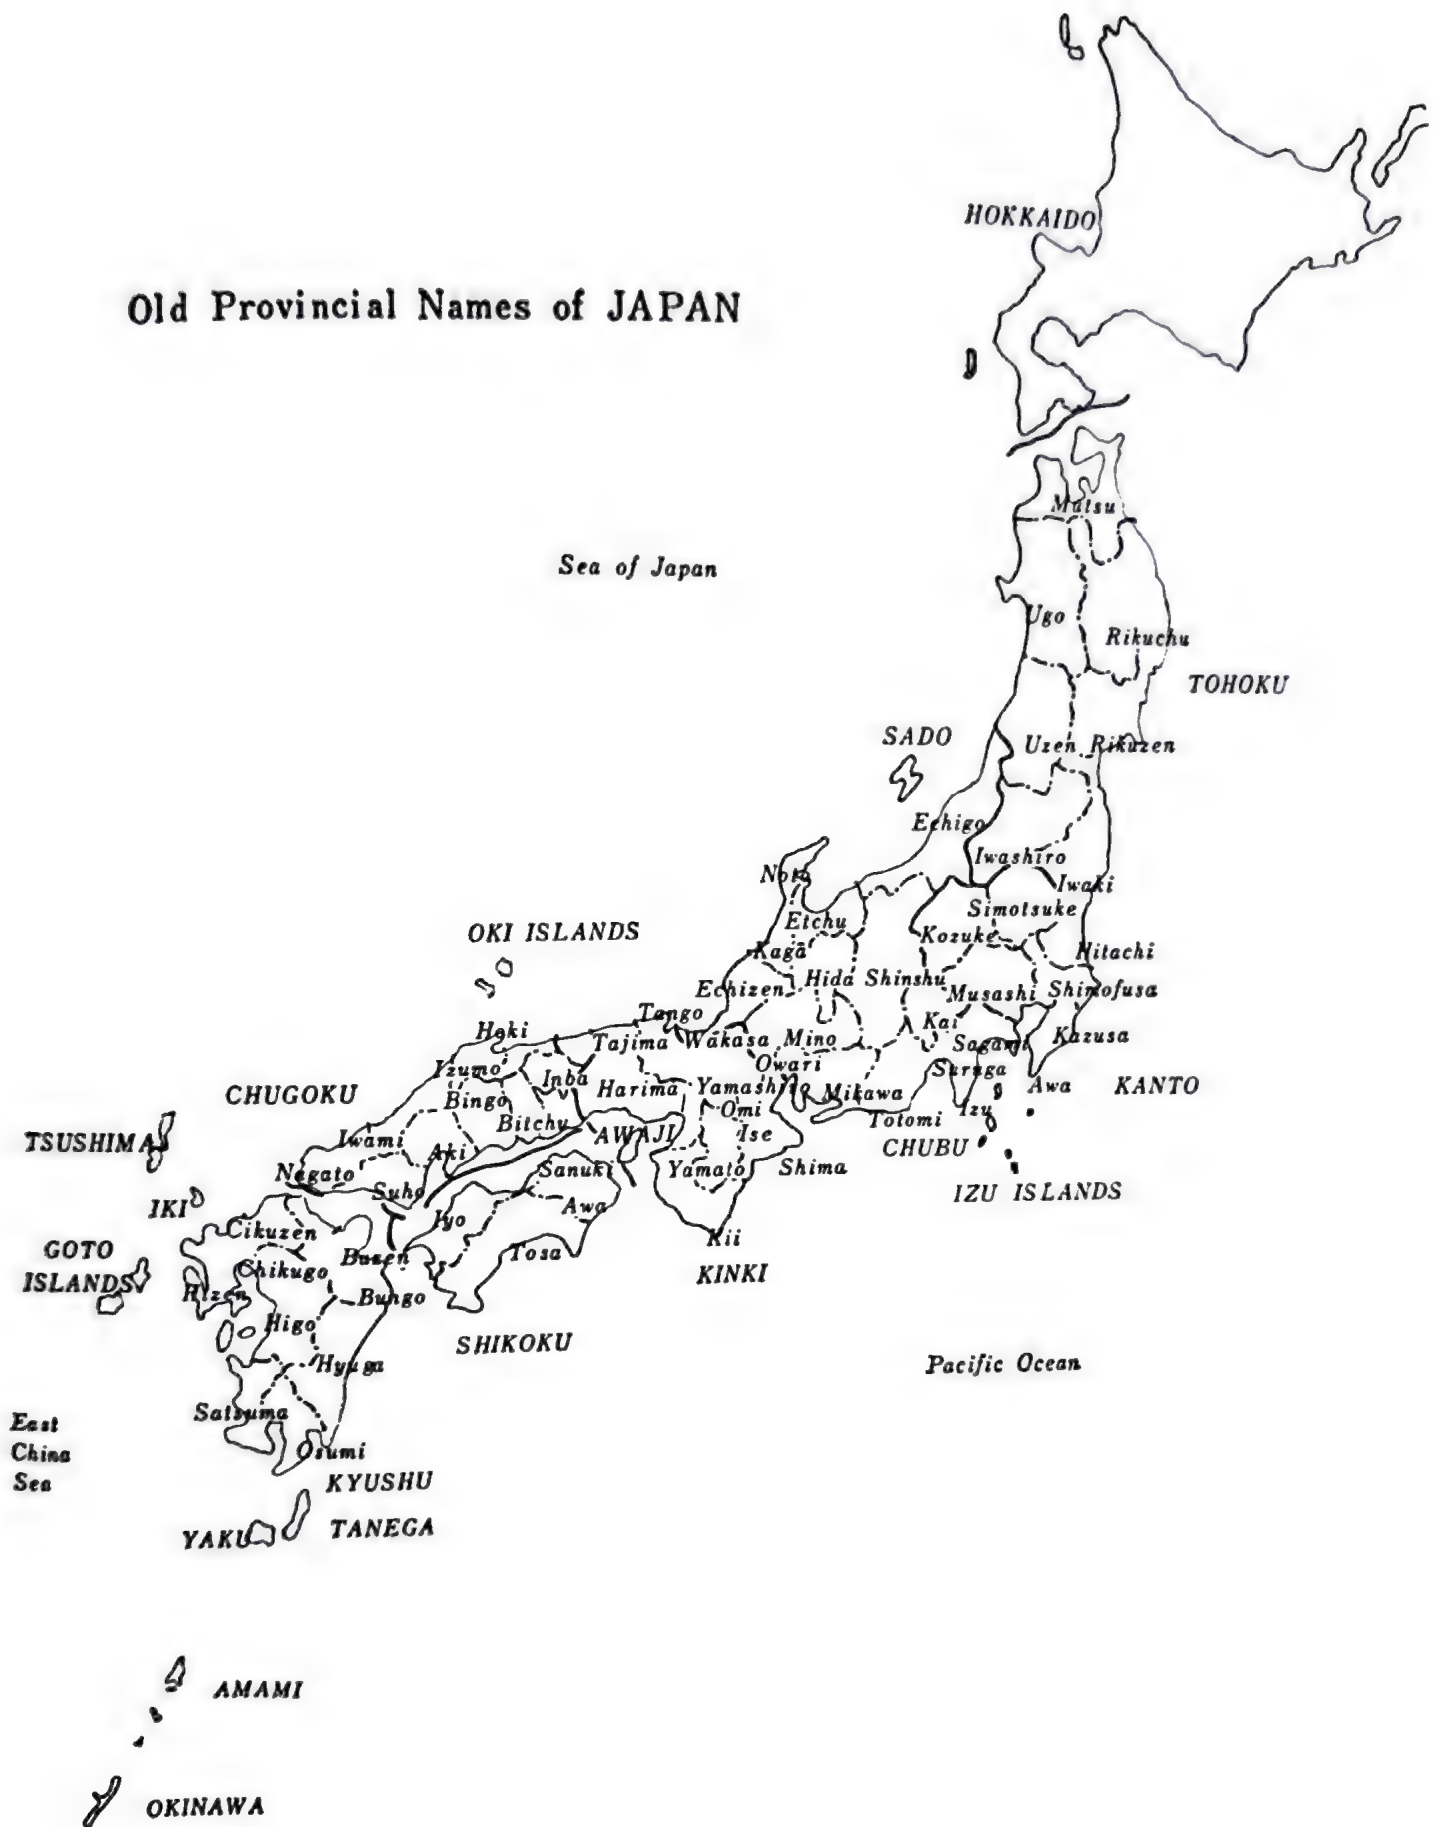 HOKKAIDO
Old Provincial Names of JAPAN
Mutsu
Sea of Japan
Ugo
Rikuchu
TOHOKU
SADO
Uzen Rikuzen
Echigo
Iwashiro
Noto
Iwaki
Simotsuke
Etchu
OKI ISLANDS
Kozuke
Kaga
Hitachi
Hida Shinshu
Echizen
Musashi Shimofusa
Tango
Kai
Hoki
Tajima Wakasa Mino
Sagami
Kazusa
Owari
Izumo
Suruga
Inba
Harima Yamashiro
Awa
KANTO
CHUGOKU
Bingo
Mikawa
Omi
Izu
Bitchu
Totomi
TSUSHIMA
Iwami
AWAJI
Ise
CHUBU
Aki
Sanuki
Yamato
Shima
Nagato
Suho
IZU ISLANDS
IKI
Awa
Iyo
Cikuzen
Kii
GOTO
ISLANDS
Buzen
Tosa
Chikugo
KINKI
Hizen
Bungo
Higo
SHIKOKU
Hyuga
Pacific Ocean
Satsuma
East
China
Sea
Osumi
KYUSHU
YAKU
TANEGA
AMAMI
OKINAWA